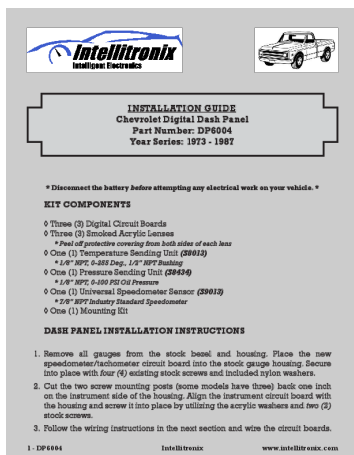 Intellitronix
Intelligent Electronics
INSTALLATION GUIDE
Chevrolet Digital Dash Panel
Part Number: DP6004
Year Series: 1973 - 1987
* Disconnect the battery before attempting any electrical work on your vehicle. *
KIT COMPONENTS
◊ Three (3) Digital Circuit Boards
◊ Three (3) Smoked Acrylic Lenses
* Peel off protective covering from both sides of each lens
◊ One (1) Temperature Sending Unit (S8013)
* 1/8" NPT, 0-255 Deg., 1/2" NPT Bushing
◊ One (1) Pressure Sending Unit (S8434)
* 1/8" NPT, 0-100 PSI Oil Pressure
◊ One (1) Universal Speedometer Sensor (S9013)
* 7/8" NPT Industry Standard Speedometer
◊ One (1) Mounting Kit
DASH PANEL INSTALLATION INSTRUCTIONS
1. Remove all gauges from the stock bezel and housing. Place the new
speedometer/tachometer circuit board into the stock gauge housing. Secure
into place with four (4) existing stock screws and included nylon washers.
2. Cut the two screw mounting posts (some models have three) back one inch
on the instrument side of the housing. Align the instrument circuit board with
the housing and screw it into place by utilizing the acrylic washers and two (2)
stock screws.
3. Follow the wiring instructions in the next section and wire the circuit boards.
1 - DP6004
Intellitronix
www.intellitronix.com